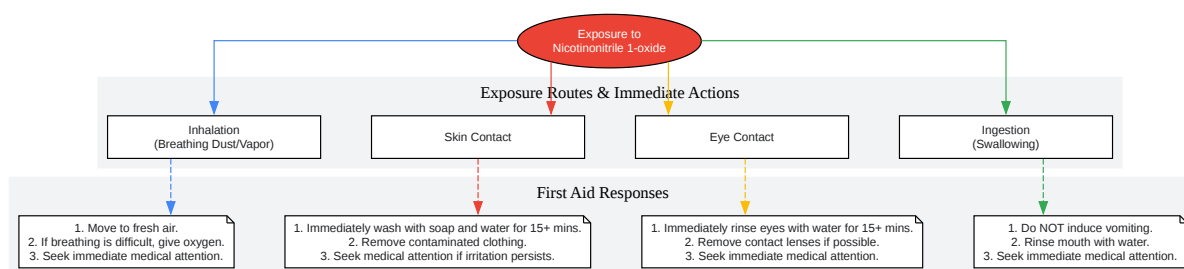 Exposure to
Nicotinonitrile 1-oxide
Exposure Routes & Immediate Actions
Inhalation
(Breathing Dust/Vapor)
Skin Contact
Eye Contact
Ingestion
(Swallowing)
First Aid Responses
1. Move to fresh air.
2. If breathing is difficult, give oxygen.
3. Seek immediate medical attention.
1. Immediately wash with soap and water for 15+ mins.
2. Remove contaminated clothing.
3. Seek medical attention if irritation persists.
1. Immediately rinse eyes with water for 15+ mins.
2. Remove contact lenses if possible.
3. Seek immediate medical attention.
1. Do NOT induce vomiting.
2. Rinse mouth with water.
3. Seek immediate medical attention.